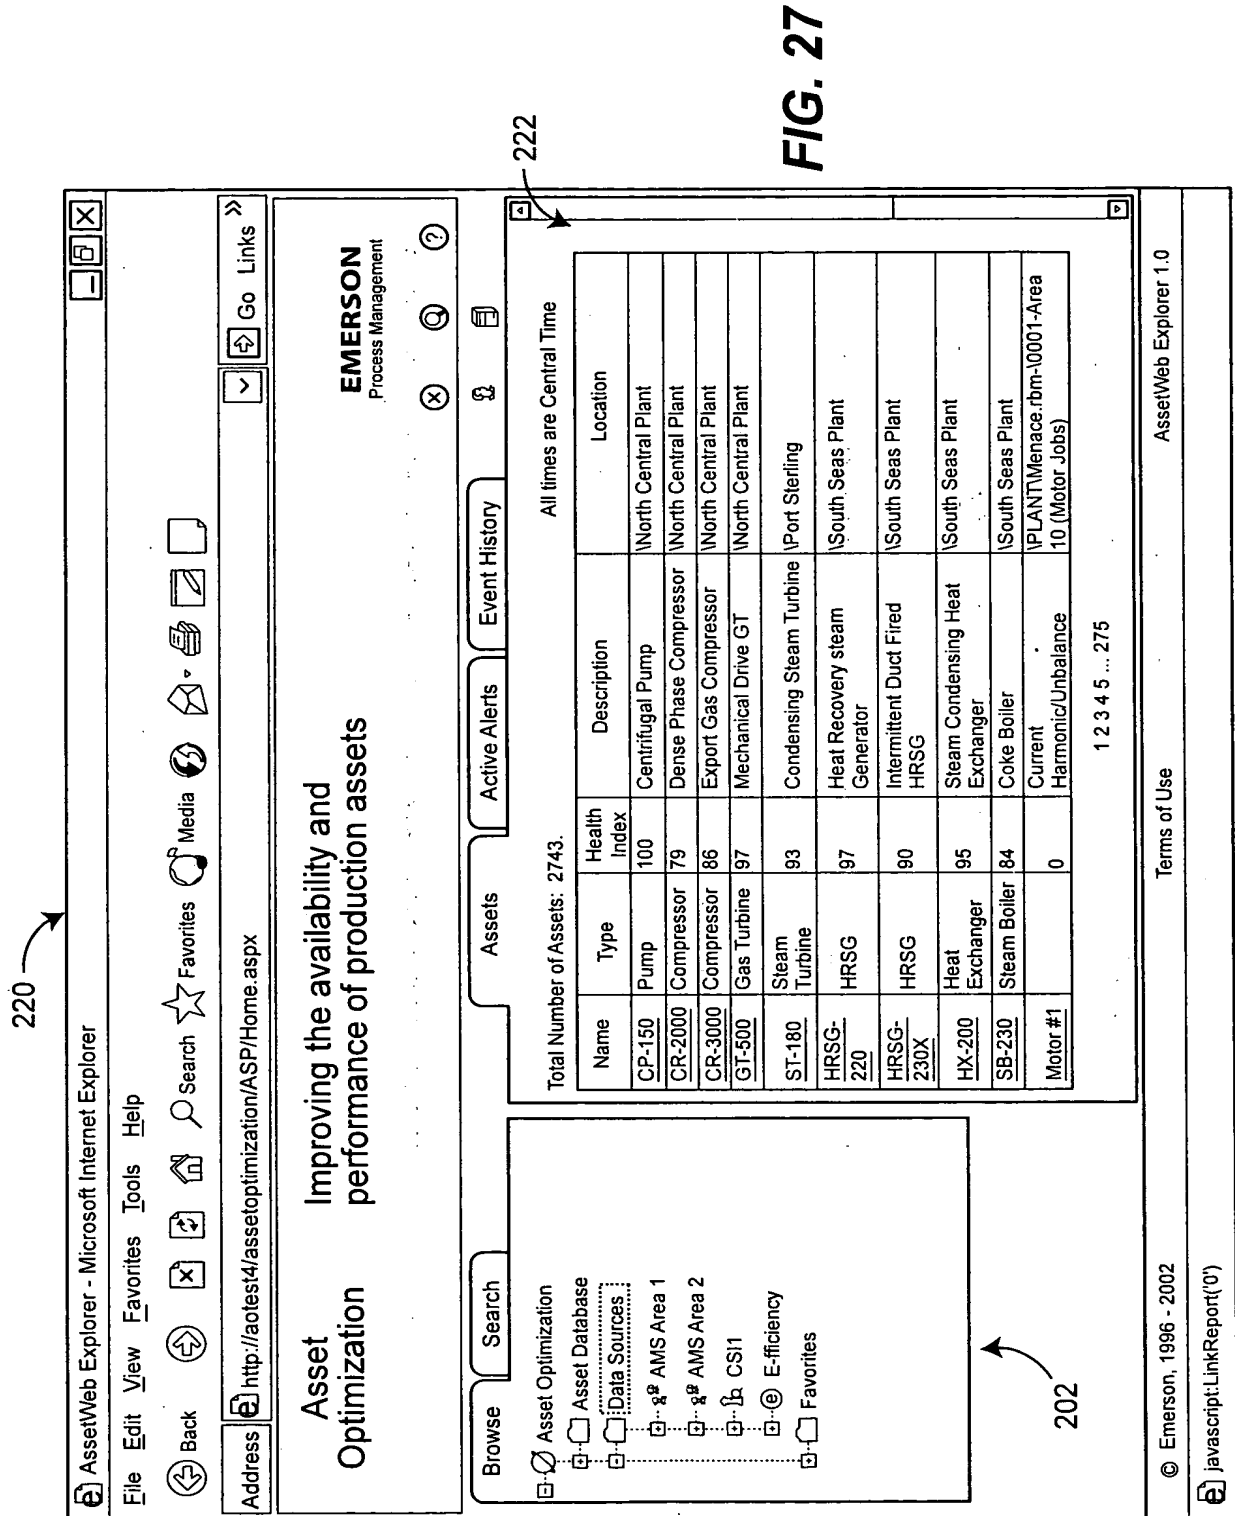 220
AssetWeb Explorer - Microsoft Internet Explorer
File Edit View Favorites Tools Help
Back Search Favorites Media
Address http://aotest4/assetoptimization/ASP/Home.aspx Go Links »
Asset
Optimization
Improving the availability and
performance of production assets
EMERSON
Process Management
Browse Search
Asset Optimization
Asset Database
Data Sources
AMS Area 1
AMS Area 2
CSI1
E-fficiency
Favorites
202
Assets Active Alerts Event History
222
Total Number of Assets: 2743. All times are Central Time
Name Type Health Index Description Location
CP-150 Pump 100 Centrifugal Pump \North Central Plant
CR-2000 Compressor 79 Dense Phase Compressor \North Central Plant
CR-3000 Compressor 86 Export Gas Compressor \North Central Plant
GT-500 Gas Turbine 97 Mechanical Drive GT \North Central Plant
ST-180 Steam Turbine 93 Condensing Steam Turbine \Port Sterling
HRSG-220 HRSG 97 Heat Recovery steam Generator \South Seas Plant
HRSG-230X HRSG 90 Intermittent Duct Fired HRSG \South Seas Plant
HX-200 Heat Exchanger 95 Steam Condensing Heat Exchanger \South Seas Plant
SB-230 Steam Boiler 84 Coke Boiler \South Seas Plant
Motor #1 0 Current Harmonic/Unbalance \PLANT\Menace.rbm-\0001-Area 10 (Motor Jobs)
1 2 3 4 5 ... 275
© Emerson, 1996 - 2002 Terms of Use AssetWeb Explorer 1.0
javascript:LinkReport('0')
FIG. 27